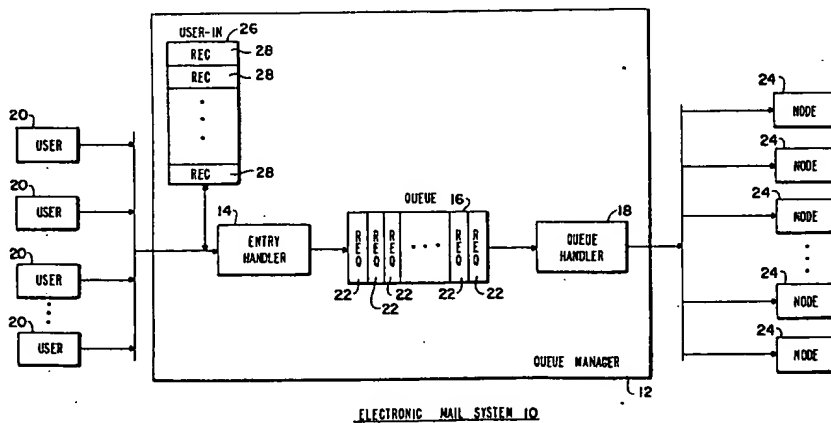 USER-IN 26
REC 28
REC 28
REC 28
20 USER
20 USER
20 USER
20 USER
14 ENTRY HANDLER
QUEUE 16
REQ REQ REQ REQ REQ
22 22 22 22 22
18 QUEUE HANDLER
24 NODE
24 NODE
24 NODE
24 NODE
24 NODE
QUEUE MANAGER
12
ELECTRONIC MAIL SYSTEM 10